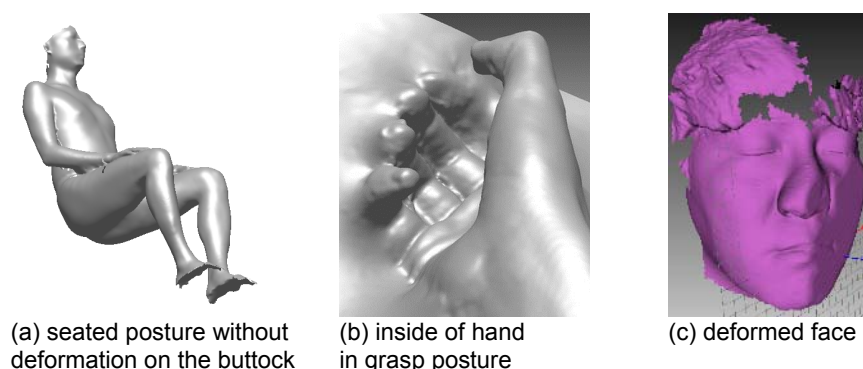 (a) seated posture without
deformation on the buttock
(b) inside of hand
in grasp posture
(c) deformed face